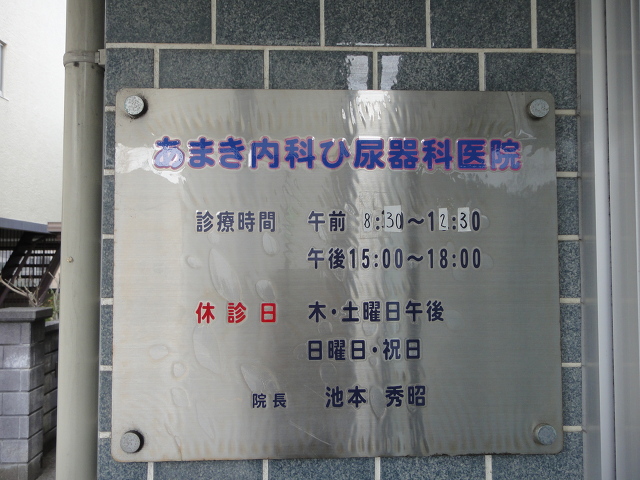 あまき内科ひ尿器科医院
診療時間 午前 8:30～12:30
午後15:00～18:00
休診日 木・土曜日午後
日曜日・祝日
院長 池本 秀昭